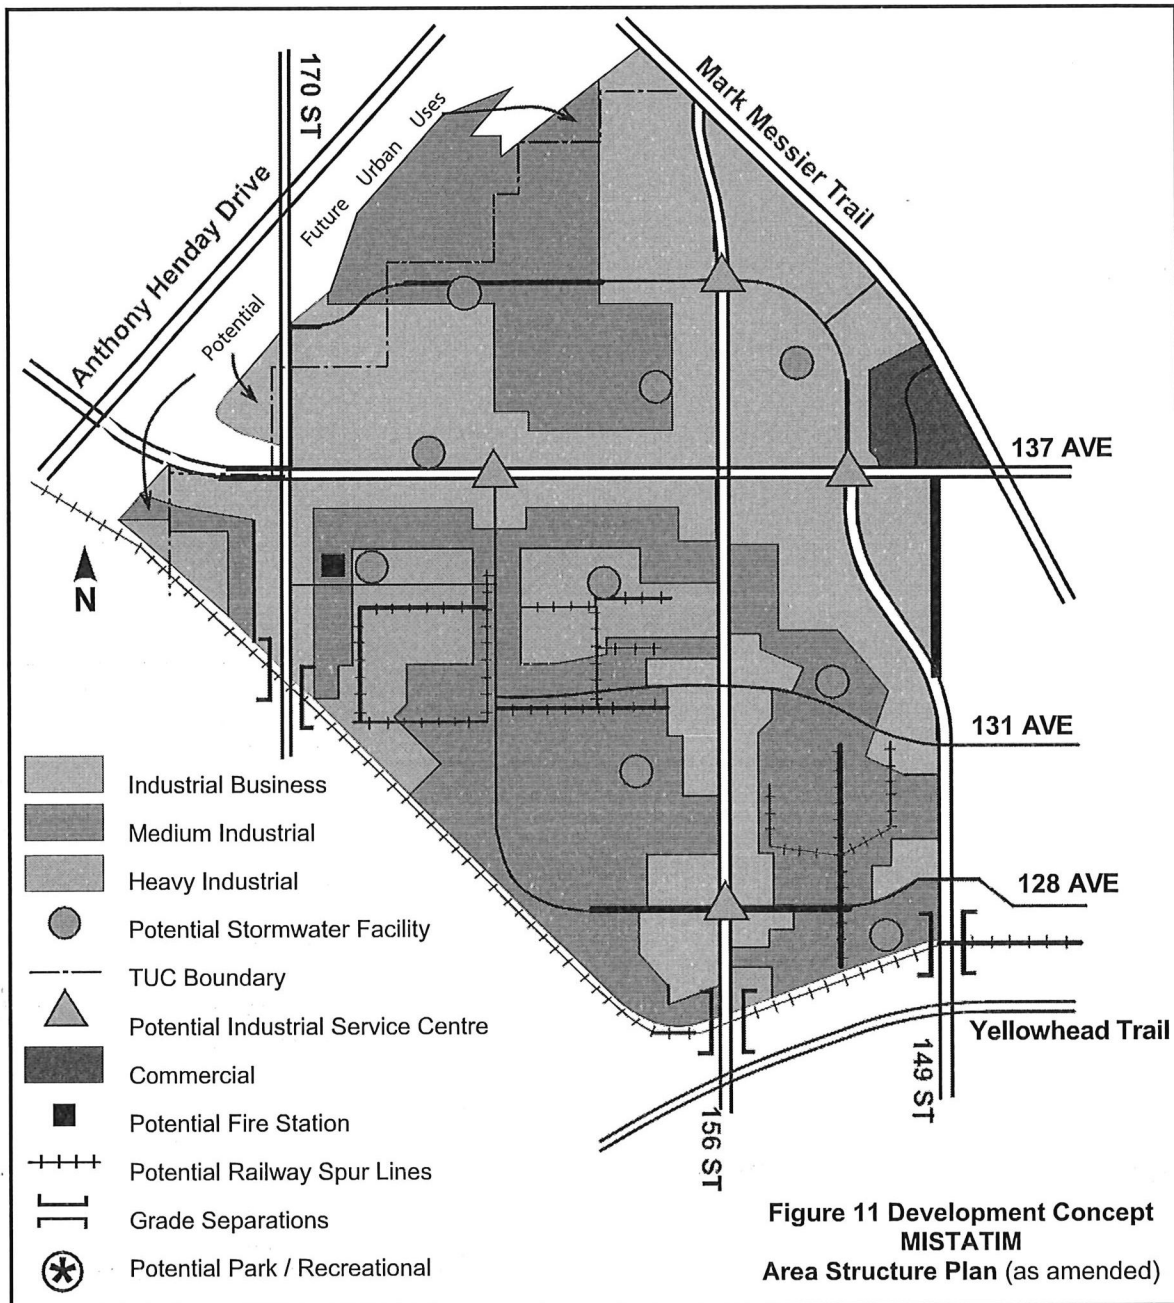 170 ST
Mark Messier Trail
Anthony Henday Drive
Potential Future Urban Uses
137 AVE
N
131 AVE
128 AVE
Yellowhead Trail
149 ST
156 ST
Industrial Business
Medium Industrial
Heavy Industrial
Potential Stormwater Facility
TUC Boundary
Potential Industrial Service Centre
Commercial
Potential Fire Station
Potential Railway Spur Lines
Grade Separations
Potential Park / Recreational
Figure 11 Development Concept
MISTATIM
Area Structure Plan (as amended)